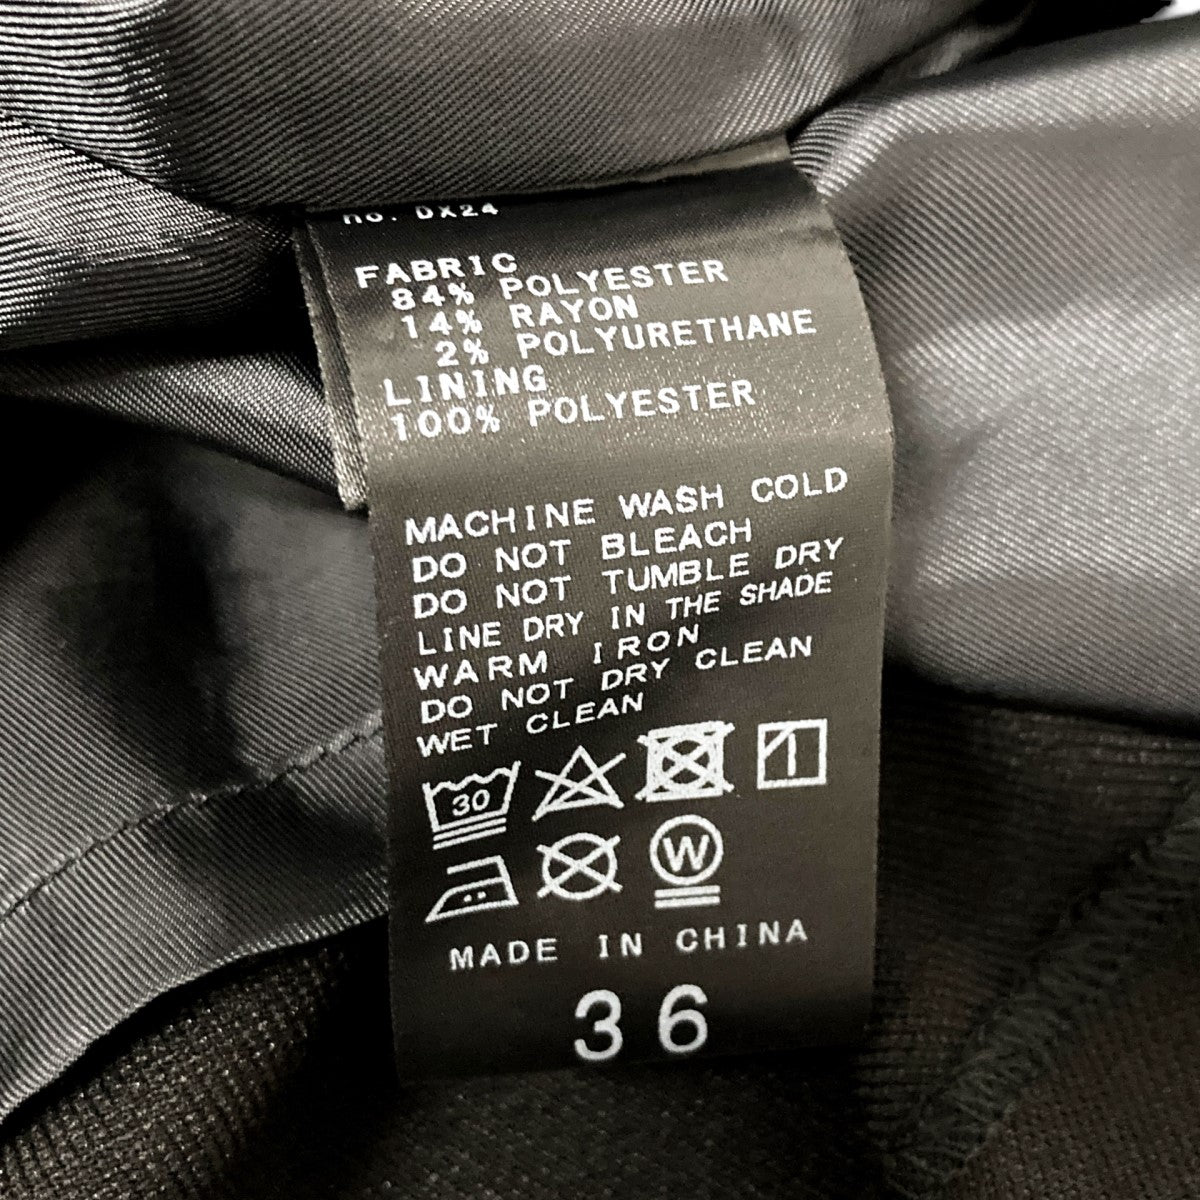 no. DX24
FABRIC
84% POLYESTER
14% RAYON
2% POLYURETHANE
LINING
100% POLYESTER
MACHINE WASH COLD
DO NOT BLEACH
DO NOT TUMBLE DRY
LINE DRY IN THE SHADE
WARM IRON
DO NOT DRY CLEAN
WET CLEAN
30
W
MADE IN CHINA
36